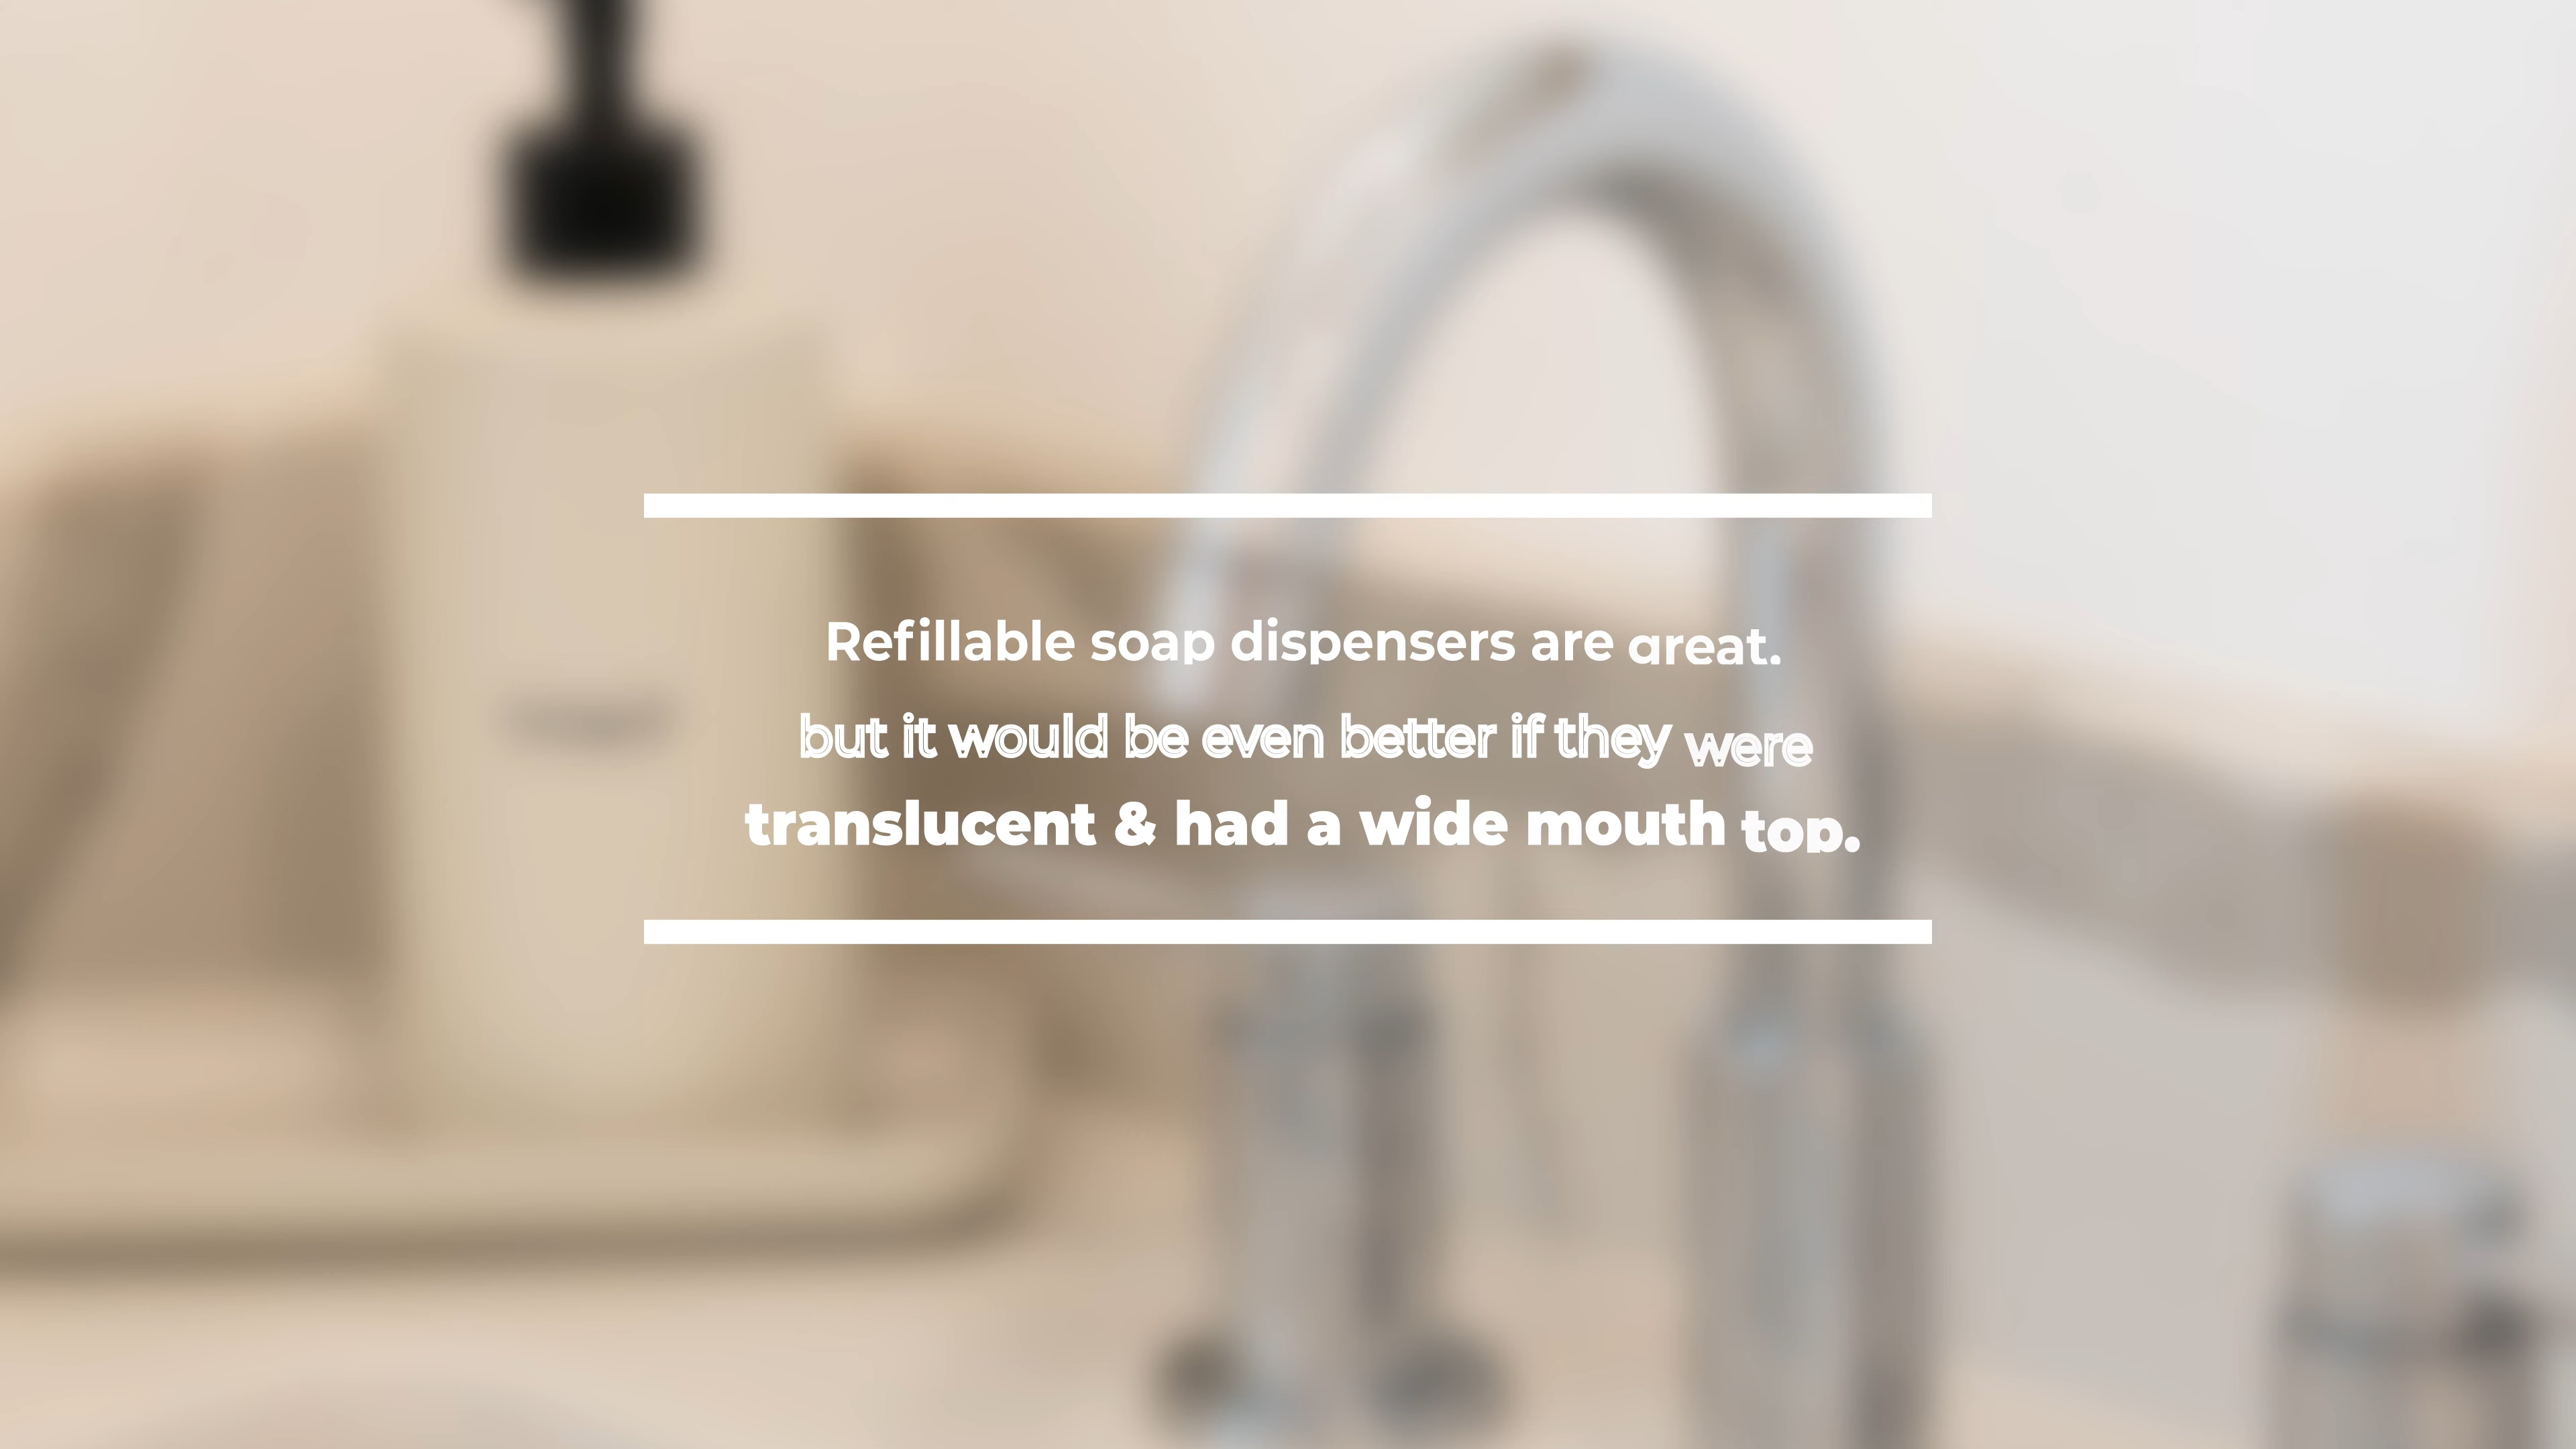 Refillable soap dispensers are great.
but it would be even better if they were
translucent & had a wide mouth top.